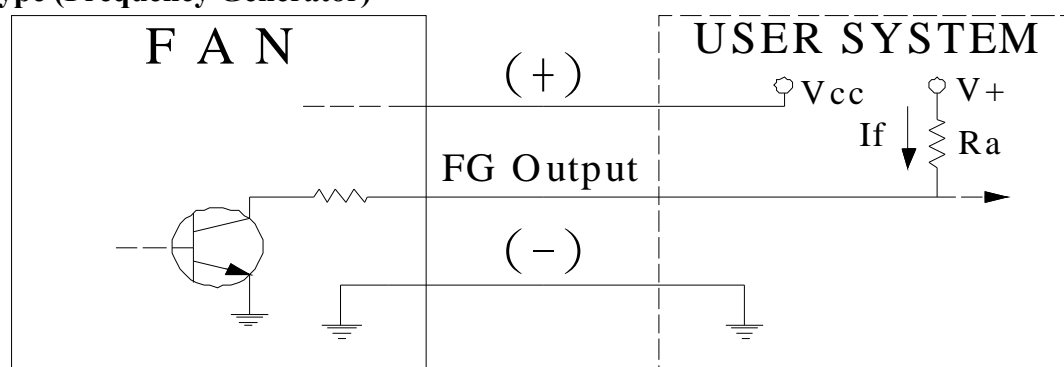 ype (Frequency Generator)
F A N
USER SYSTEM
(+)
Vcc
V+
If
Ra
FG Output
(-)